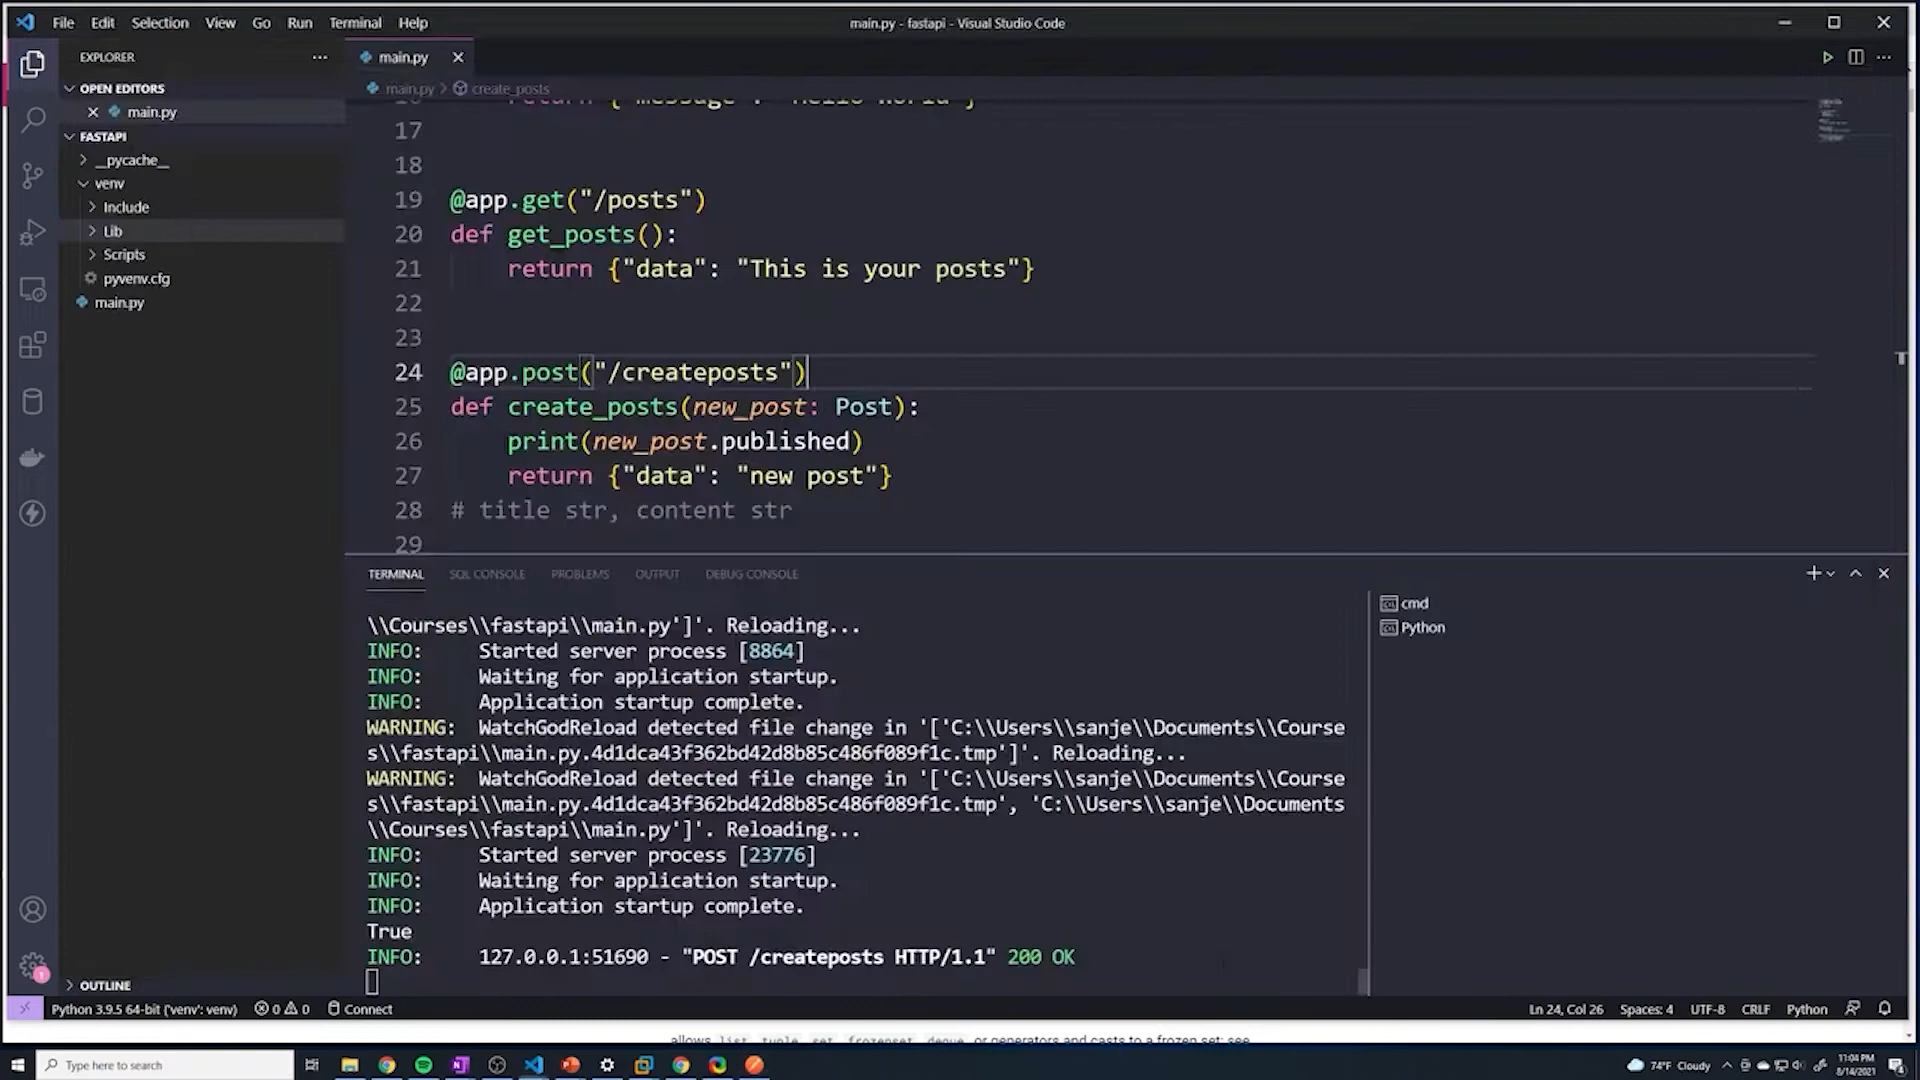 File Edit Selection View Go Run Terminal Help
main.py - fastapi - Visual Studio Code
EXPLORER
OPEN EDITORS
main.py
FASTAPI
__pycache__
venv
Include
Lib
Scripts
pyvenv.cfg
main.py
OUTLINE
main.py
main.py > create_posts
17
18
19 @app.get("/posts")
20 def get_posts():
21 return {"data": "This is your posts"}
22
23
24 @app.post("/createposts")
25 def create_posts(new_post: Post):
26 print(new_post.published)
27 return {"data": "new post"}
28 # title str, content str
29
TERMINAL SQL CONSOLE PROBLEMS OUTPUT DEBUG CONSOLE
\\Courses\\fastapi\\main.py']'. Reloading...
INFO: Started server process [8864]
INFO: Waiting for application startup.
INFO: Application startup complete.
WARNING: WatchGodReload detected file change in '['C:\\Users\\sanje\\Documents\\Course
s\\fastapi\\main.py.4d1dca43f362bd42d8b85c486f089f1c.tmp']'. Reloading...
WARNING: WatchGodReload detected file change in '['C:\\Users\\sanje\\Documents\\Course
s\\fastapi\\main.py.4d1dca43f362bd42d8b85c486f089f1c.tmp', 'C:\\Users\\sanje\\Documents
\\Courses\\fastapi\\main.py']'. Reloading...
INFO: Started server process [23776]
INFO: Waiting for application startup.
INFO: Application startup complete.
True
INFO: 127.0.0.1:51690 - "POST /createposts HTTP/1.1" 200 OK
cmd
Python
1
Python 3.9.5 64-bit ('venv': venv) 0 0 Connect
Ln 24, Col 26 Spaces: 4 UTF-8 CRLF Python
Type here to search
74°F Cloudy
11:04 PM
8/14/2021